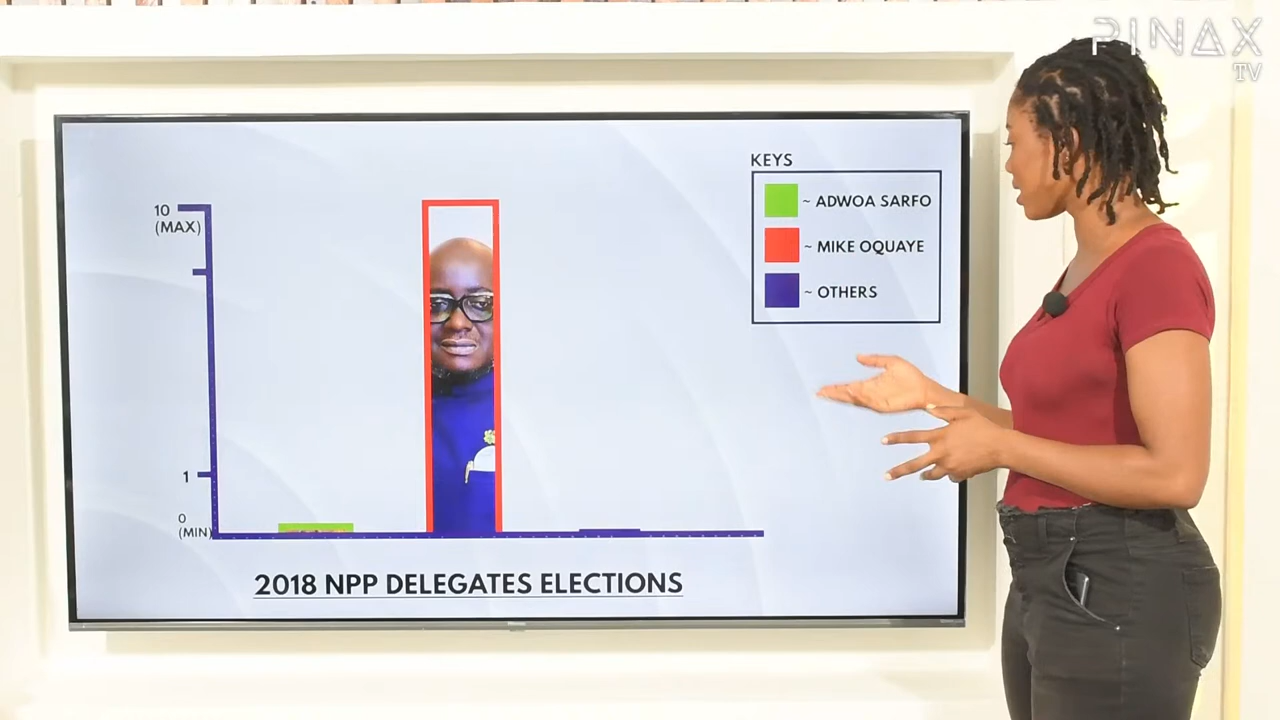 PINAX
TV
KEYS
~ ADWOA SARFO
~ MIKE OQUAYE
~ OTHERS
10
(MAX)
1
0
(MIN)
2018 NPP DELEGATES ELECTIONS